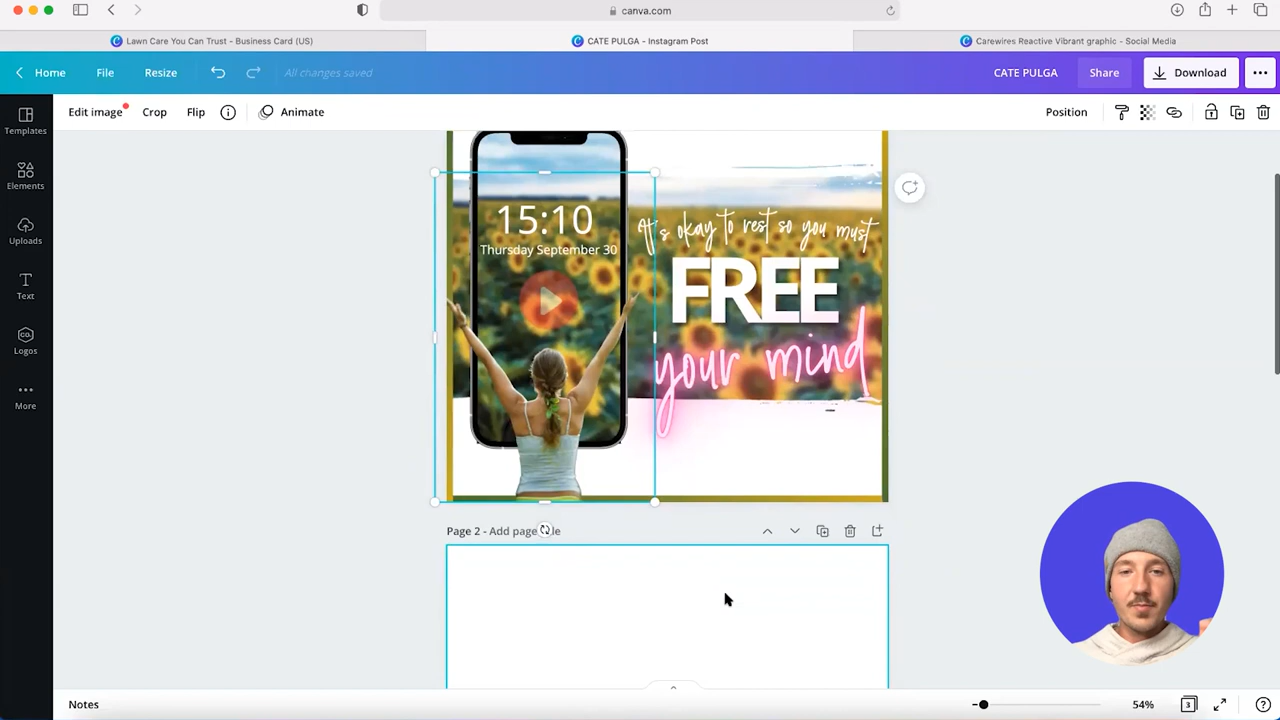 canva.com
Lawn Care You Can Trust - Business Card (US)
CATE PULGA - Instagram Post
Carewires Reactive Vibrant graphic - Social Media
Home
File
Resize
All changes saved
CATE PULGA
Share
Download
Edit image
Crop
Flip
Animate
Position
Templates
Elements
Uploads
Text
Logos
More
15:10
Thursday September 30
It's okay to rest so you must
FREE
your mind
Page 2 - Add page
Notes
54%
3